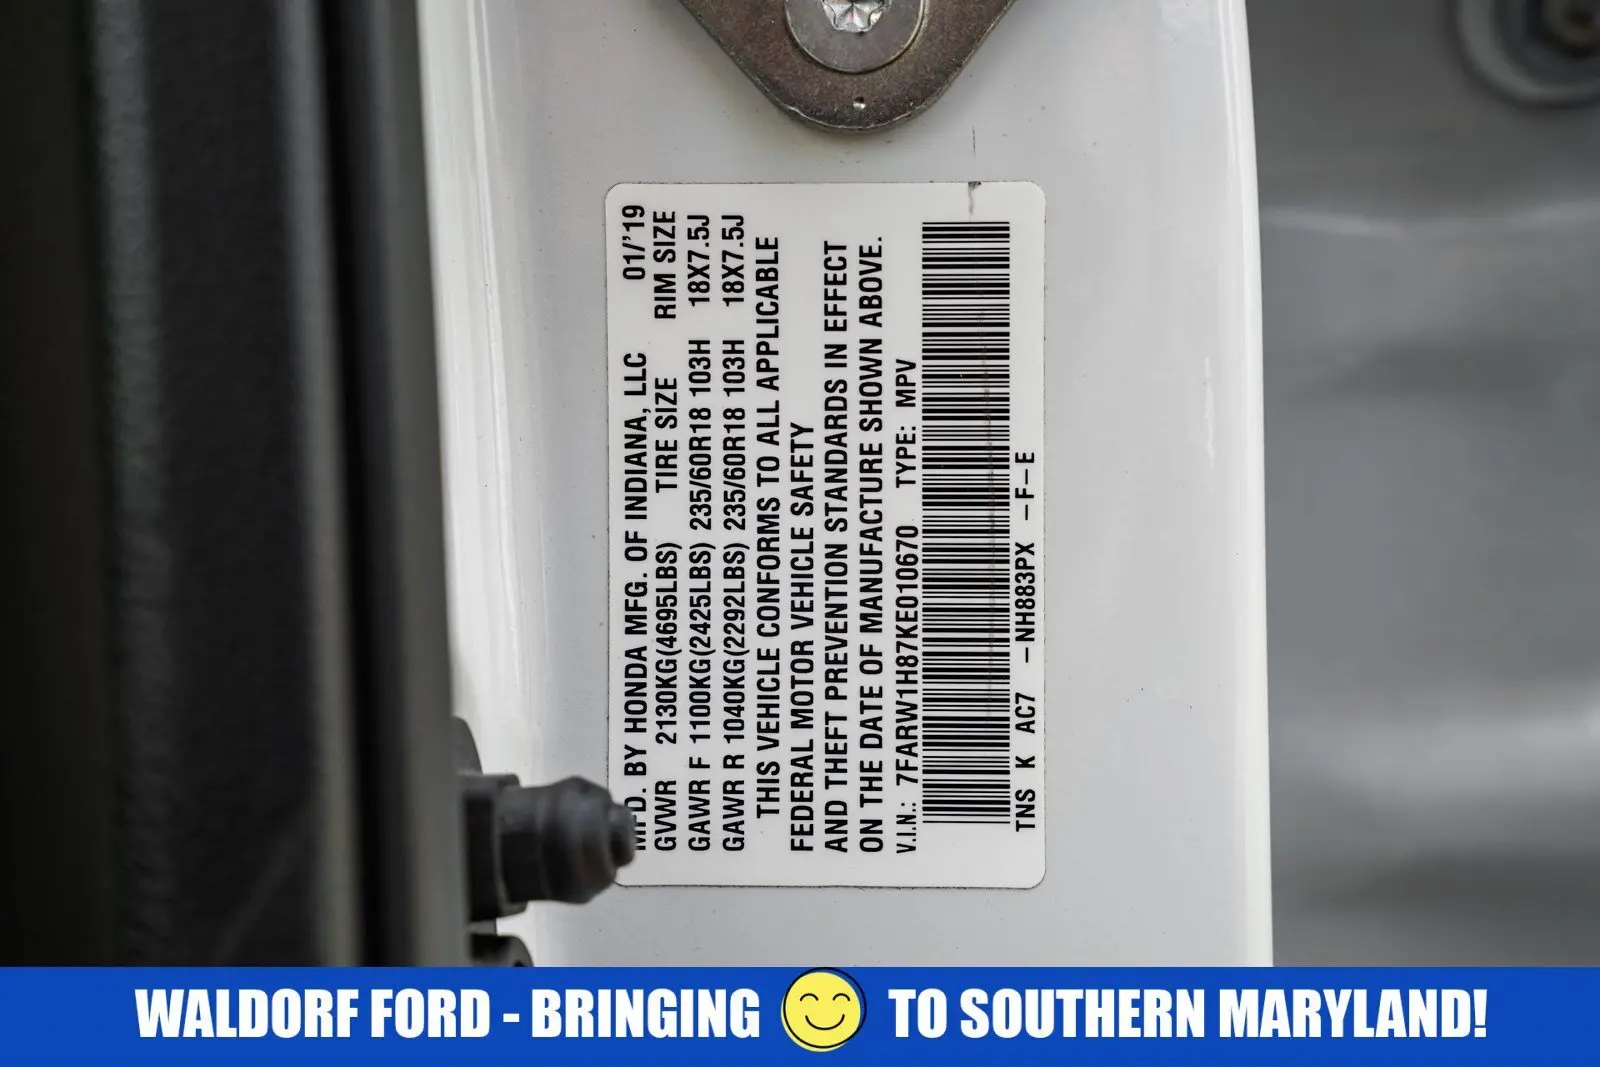 MFD. BY HONDA MFG. OF INDIANA, LLC 01/'19
GVWR 2130KG(4695LBS) TIRE SIZE RIM SIZE
GAWR F 1100KG(2425LBS) 235/60R18 103H 18X7.5J
GAWR R 1040KG(2292LBS) 235/60R18 103H 18X7.5J
THIS VEHICLE CONFORMS TO ALL APPLICABLE
FEDERAL MOTOR VEHICLE SAFETY
AND THEFT PREVENTION STANDARDS IN EFFECT
ON THE DATE OF MANUFACTURE SHOWN ABOVE.
V.I.N.: 7FARW1H87KE010670 TYPE: MPV
TNS K AC7 -NH883PX -F-E
WALDORF FORD - BRINGING TO SOUTHERN MARYLAND!